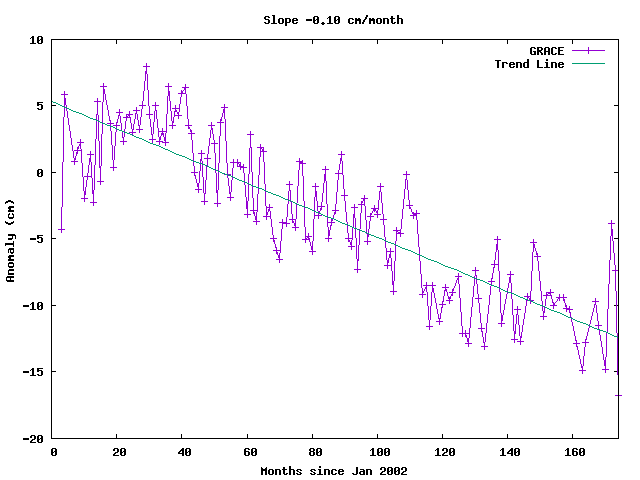 Slope -0.10 cm/month
GRACE
Trend Line
10
5
0
-5
-10
-15
-20
Anomaly (cm)
0 20 40 60 80 100 120 140 160
Months since Jan 2002